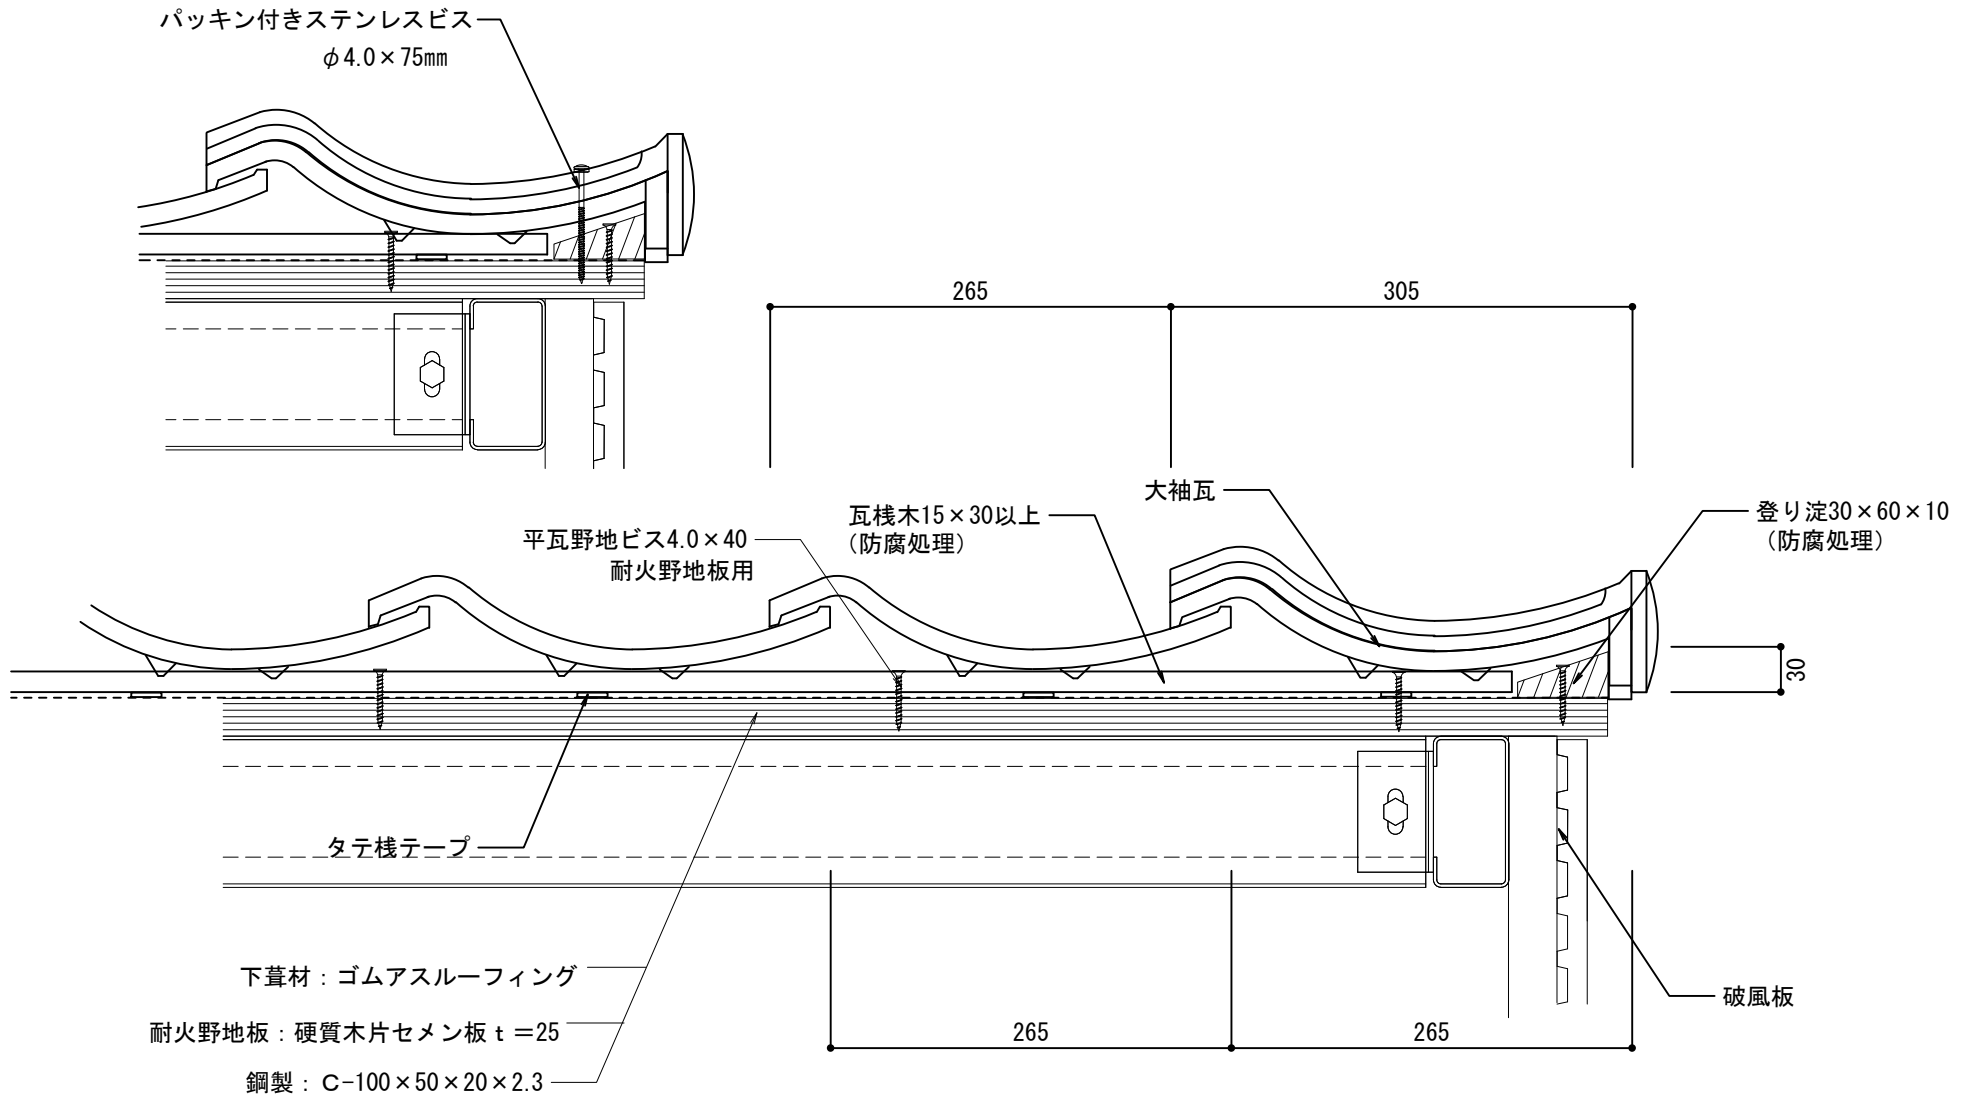 パッキン付きステンレスビス
φ4.0×75㎜
265
305
大袖瓦
瓦桟木15×30以上
（防腐処理）
登り淀30×60×10
（防腐処理）
平瓦野地ビス4.0×40
耐火野地板用
30
タテ桟テープ
下葺材：ゴムアスルーフィング
破風板
耐火野地板：硬質木片セメン板ｔ＝25
265
265
鋼製：Ｃ-100×50×20×2.3